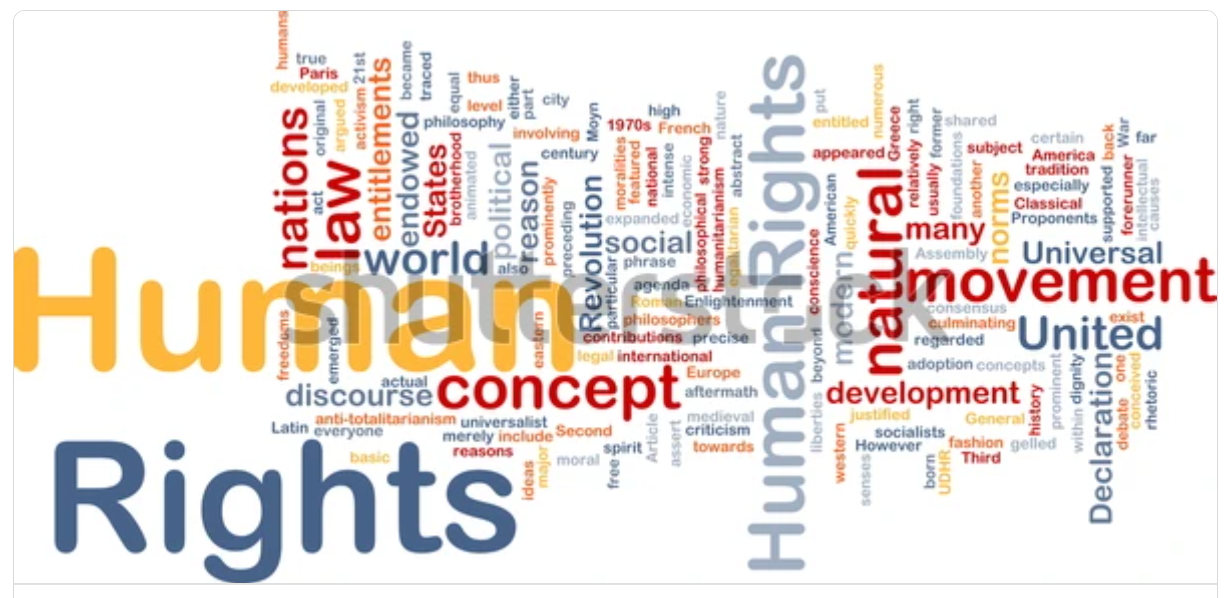 humans
true
Paris
developed
21st
became
traced
equal
thus
nations
original
argued
activism
entitlements
level
either
part
city
philosophy
involving
Moyn
high
1970s
French
nature
put
entitled
numerous
act
law
endowed
States
brotherhood
animated
political
reason
century
prominently
preceding
Revolution
moralities
featured
national
intense
economic
strong
abstract
philosophical
humanitarianism
egalitarian
Human Rights
appeared
Greece
relatively
right
usually
former
shared
foundations
subject
another
certain
America
tradition
especially
Classical
Proponents
back
War
far
supported
forerunner
intellectual
causes
expanded
social
phrase
particular
agenda
Roman
Enlightenment
philosophers
contributions
precise
legal
international
Europe
aftermath
conscience
American
quickly
modern
beyond
natural
many
norms
Assembly
Universal
movement
consensus
culminating
exist
regarded
United
adoption
concepts
beings
world
also
Human
shutterstock
freedoms
emerged
eastern
actual
discourse
concept
anti-totalitarianism
universalist
Latin
everyone
merely
include
Second
reasons
basic
ideas
major
moral
spirit
free
Article
assert
medieval
criticism
towards
liberties
development
western
justified
General
socialists
However
senses
born
UDHR
fashion
Third
gelled
history
prominent
within
dignity
Declaration
debate
one
conceived
rhetoric
Rights